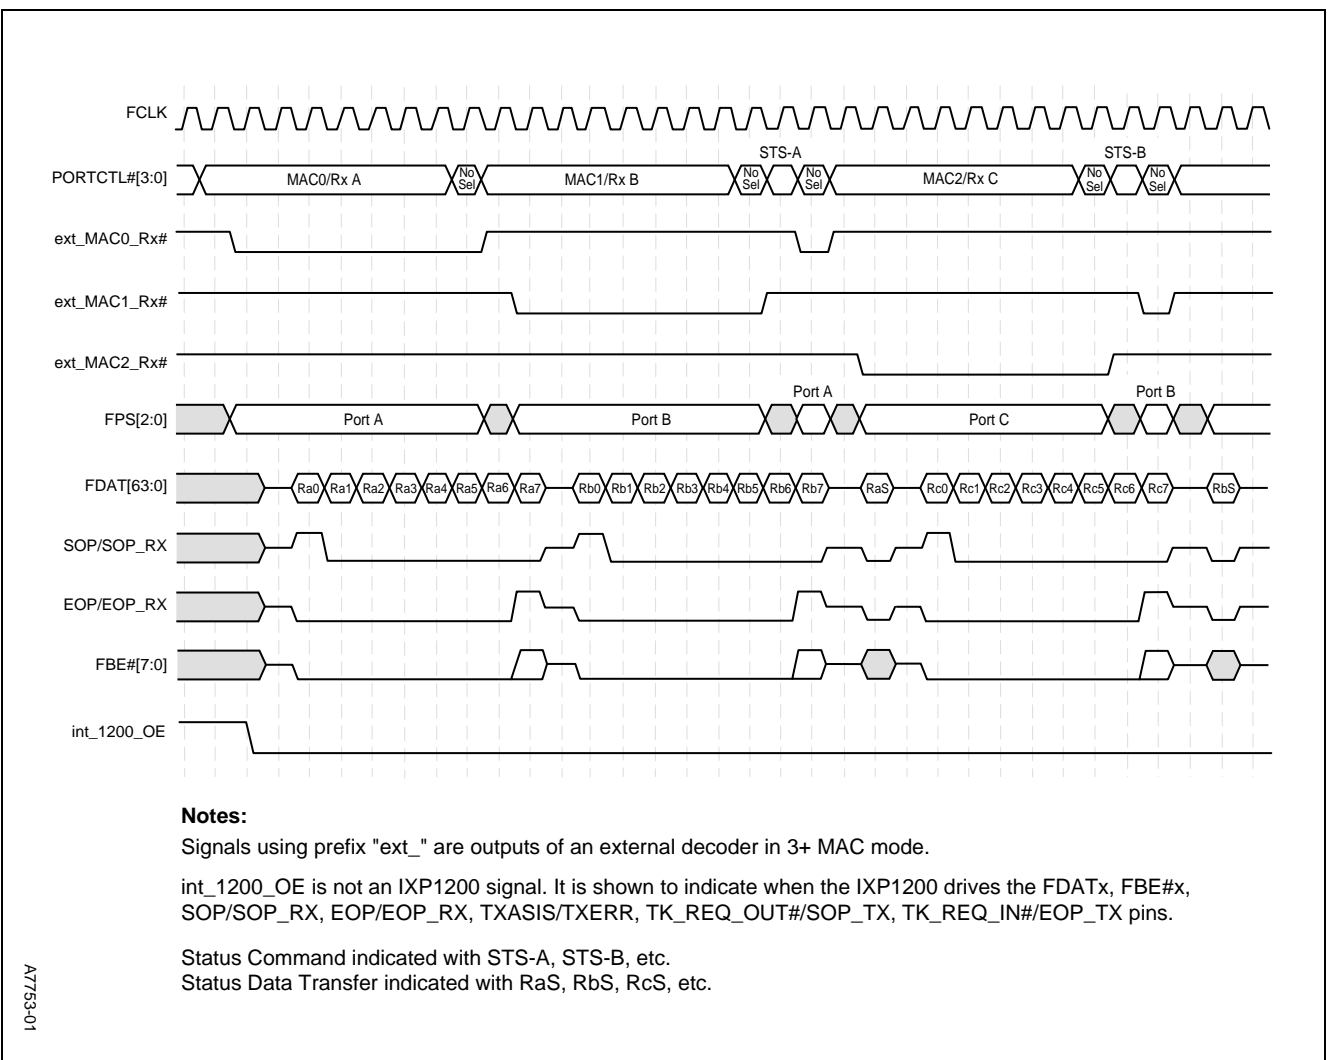 FCLK
STS-A
STS-B
PORTCTL#[3:0]
MAC0/Rx A
No
Sel
MAC1/Rx B
No
Sel
No
Sel
MAC2/Rx C
No
Sel
No
Sel
ext_MAC0_Rx#
ext_MAC1_Rx#
ext_MAC2_Rx#
Port A
Port B
FPS[2:0]
Port A
Port B
Port C
FDAT[63:0]
Ra0
Ra1
Ra2
Ra3
Ra4
Ra5
Ra6
Ra7
Rb0
Rb1
Rb2
Rb3
Rb4
Rb5
Rb6
Rb7
RaS
Rc0
Rc1
Rc2
Rc3
Rc4
Rc5
Rc6
Rc7
RbS
SOP/SOP_RX
EOP/EOP_RX
FBE#[7:0]
int_1200_OE
Notes:
Signals using prefix "ext_" are outputs of an external decoder in 3+ MAC mode.
int_1200_OE is not an IXP1200 signal. It is shown to indicate when the IXP1200 drives the FDATx, FBE#x,
SOP/SOP_RX, EOP/EOP_RX, TXASIS/TXERR, TK_REQ_OUT#/SOP_TX, TK_REQ_IN#/EOP_TX pins.
Status Command indicated with STS-A, STS-B, etc.
Status Data Transfer indicated with RaS, RbS, RcS, etc.
A7753-01